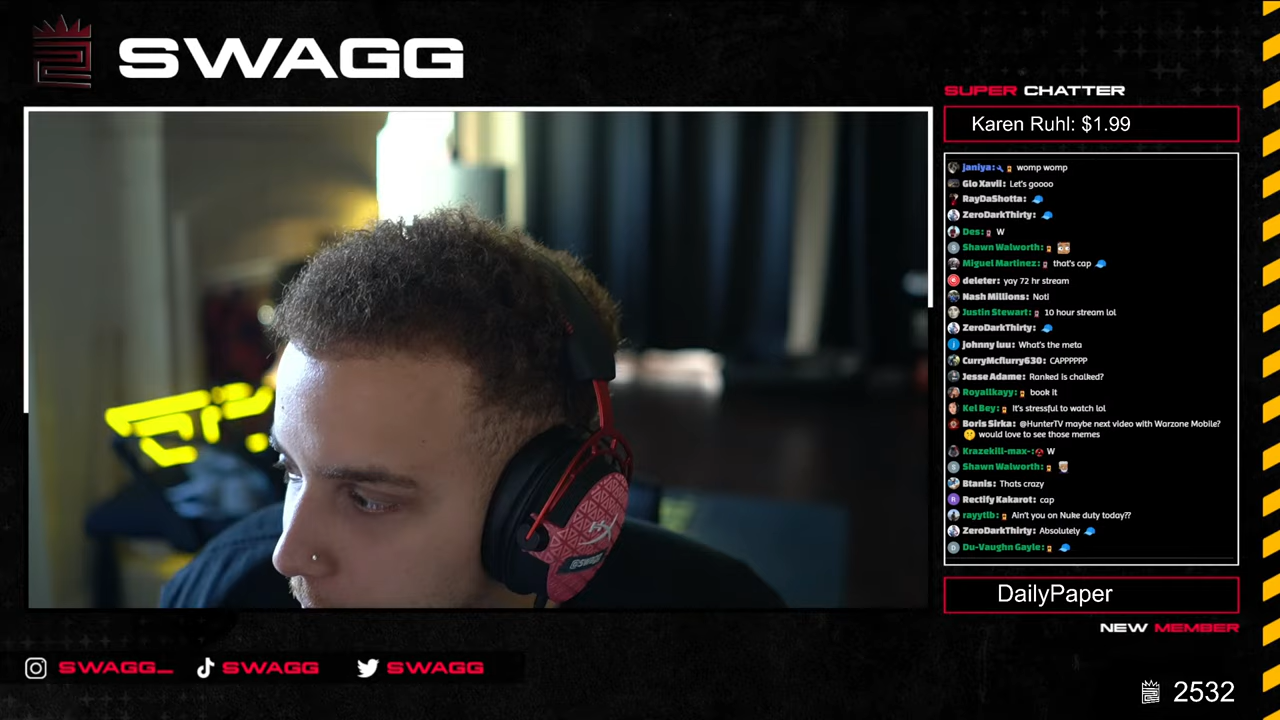 SWAGG
SUPER CHATTER
Karen Ruhl: $1.99
Janiya: womp womp
Glo Xavii: Let's goooo
RayDaShotta:
ZeroDarkThirty:
Des: W
Shawn Walworth:
Miguel Martinez: that's cap
deleter: yay 72 hr stream
Nash Millions: Noti
Justin Stewart: 10 hour stream lol
ZeroDarkThirty:
johnny luu: What's the meta
CurryMcflurry630: CAPPPPPP
Jesse Adame: Ranked is chalked?
Royallkayy: book it
Kel Bey: It's stressful to watch lol
Boris Sirka: @HunterTV maybe next video with Warzone Mobile?
would love to see those memes
Krazekill-max-: W
Shawn Walworth:
Btanis: Thats crazy
Rectify Kakarot: cap
rayytlb: Ain't you on Nuke duty today??
ZeroDarkThirty: Absolutely
Du-Vaughn Gayle:
DailyPaper
NEW MEMBER
SWAGG_ SWAGG SWAGG
2532